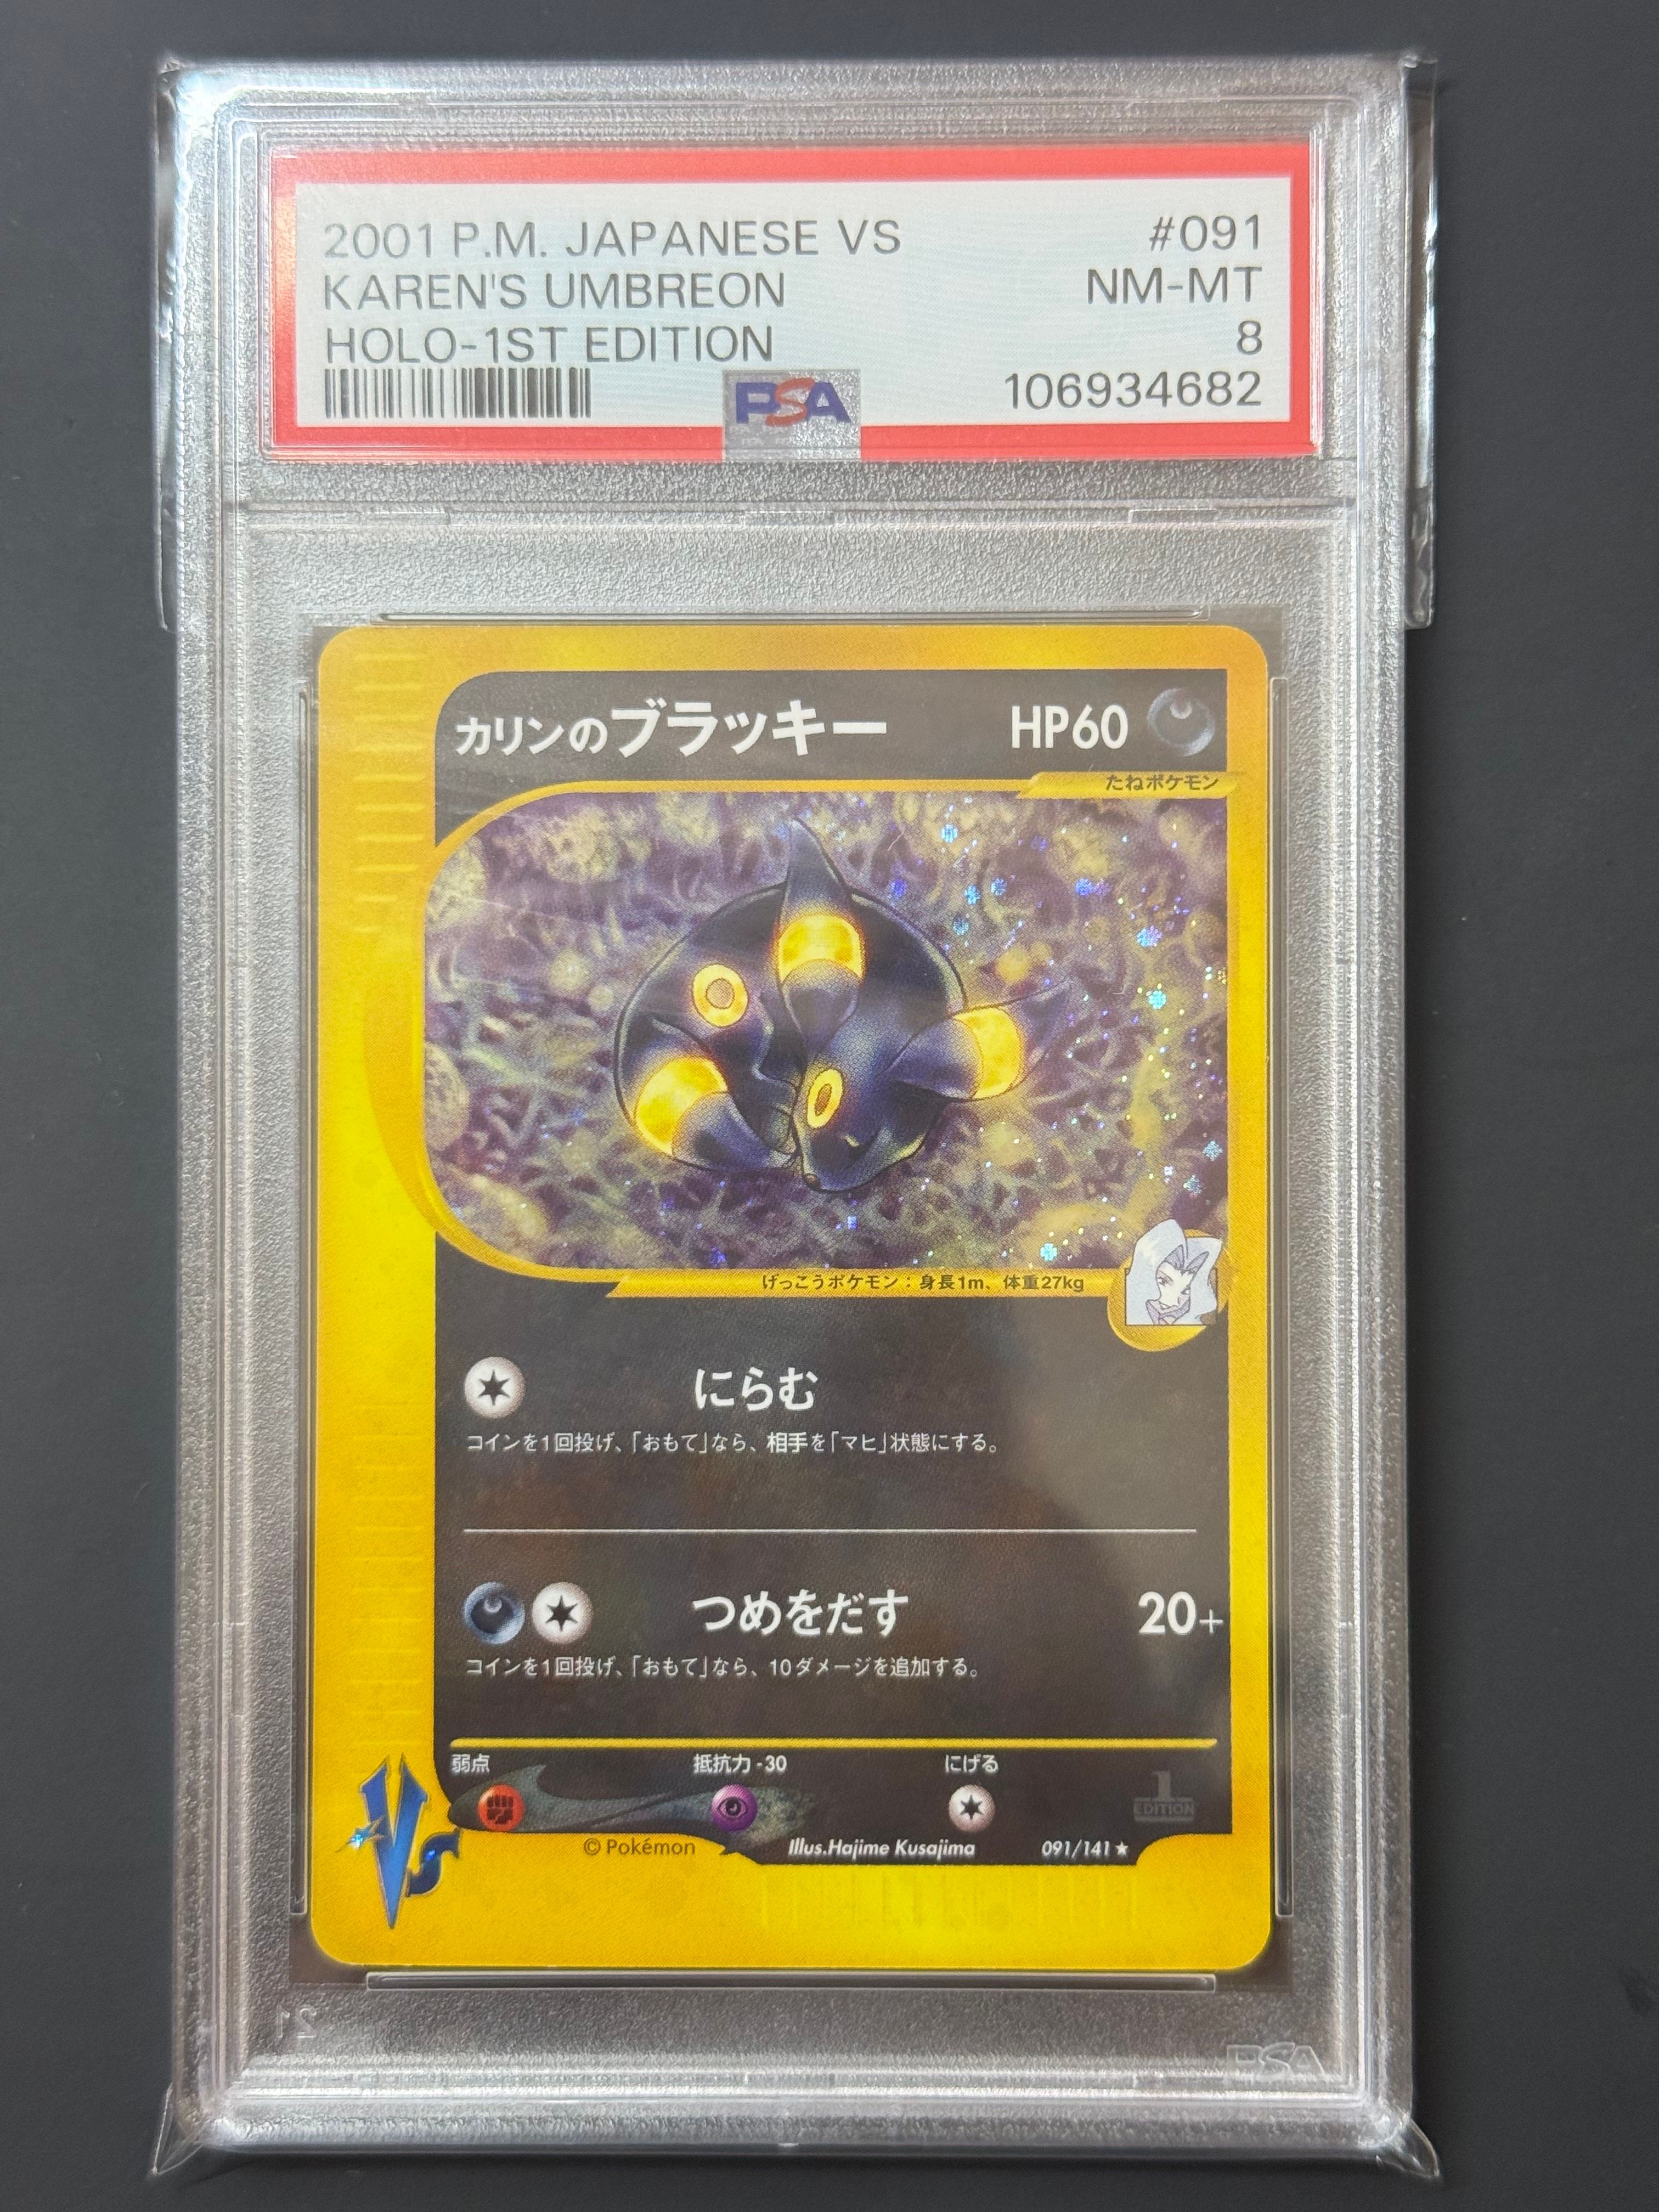 2001 P.M. JAPANESE VS #091
KAREN'S UMBREON NM-MT
HOLO-1ST EDITION 8
PSA 106934682
カリンのブラッキー HP60
たねポケモン
げっこうポケモン：身長1m、体重27kg
にらむ
コインを1回投げ、「おもて」なら、相手を「マヒ」状態にする。
つめをだす 20+
コインを1回投げ、「おもて」なら、10ダメージを追加する。
弱点 抵抗力-30 にげる
1
EDITION
VS
©Pokémon Illus.Hajime Kusajima 091/141★
21
PSA